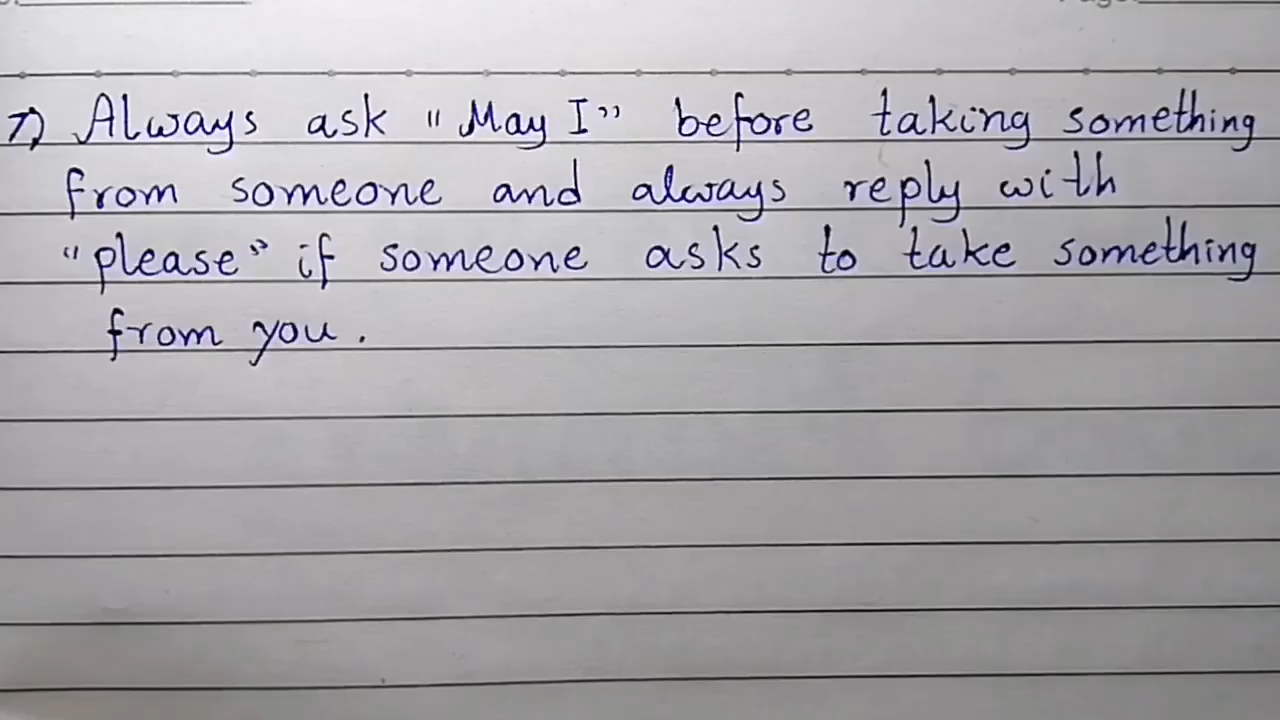 7) Always ask "May I" before taking something
from someone and always reply with
"please" if someone asks to take something
from you.